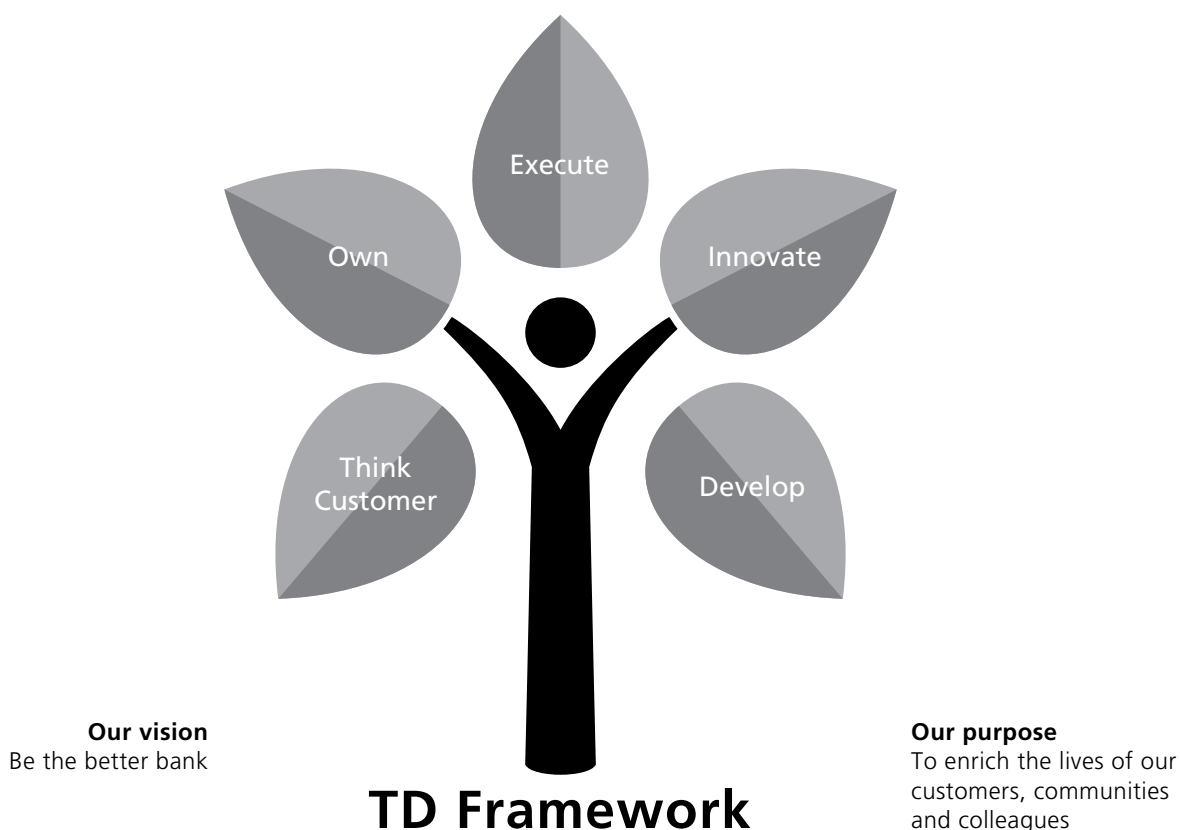 Execute
Own
Innovate
Think
Customer
Develop
Our vision
Be the better bank
Our purpose
To enrich the lives of our
customers, communities
and colleagues
TD Framework